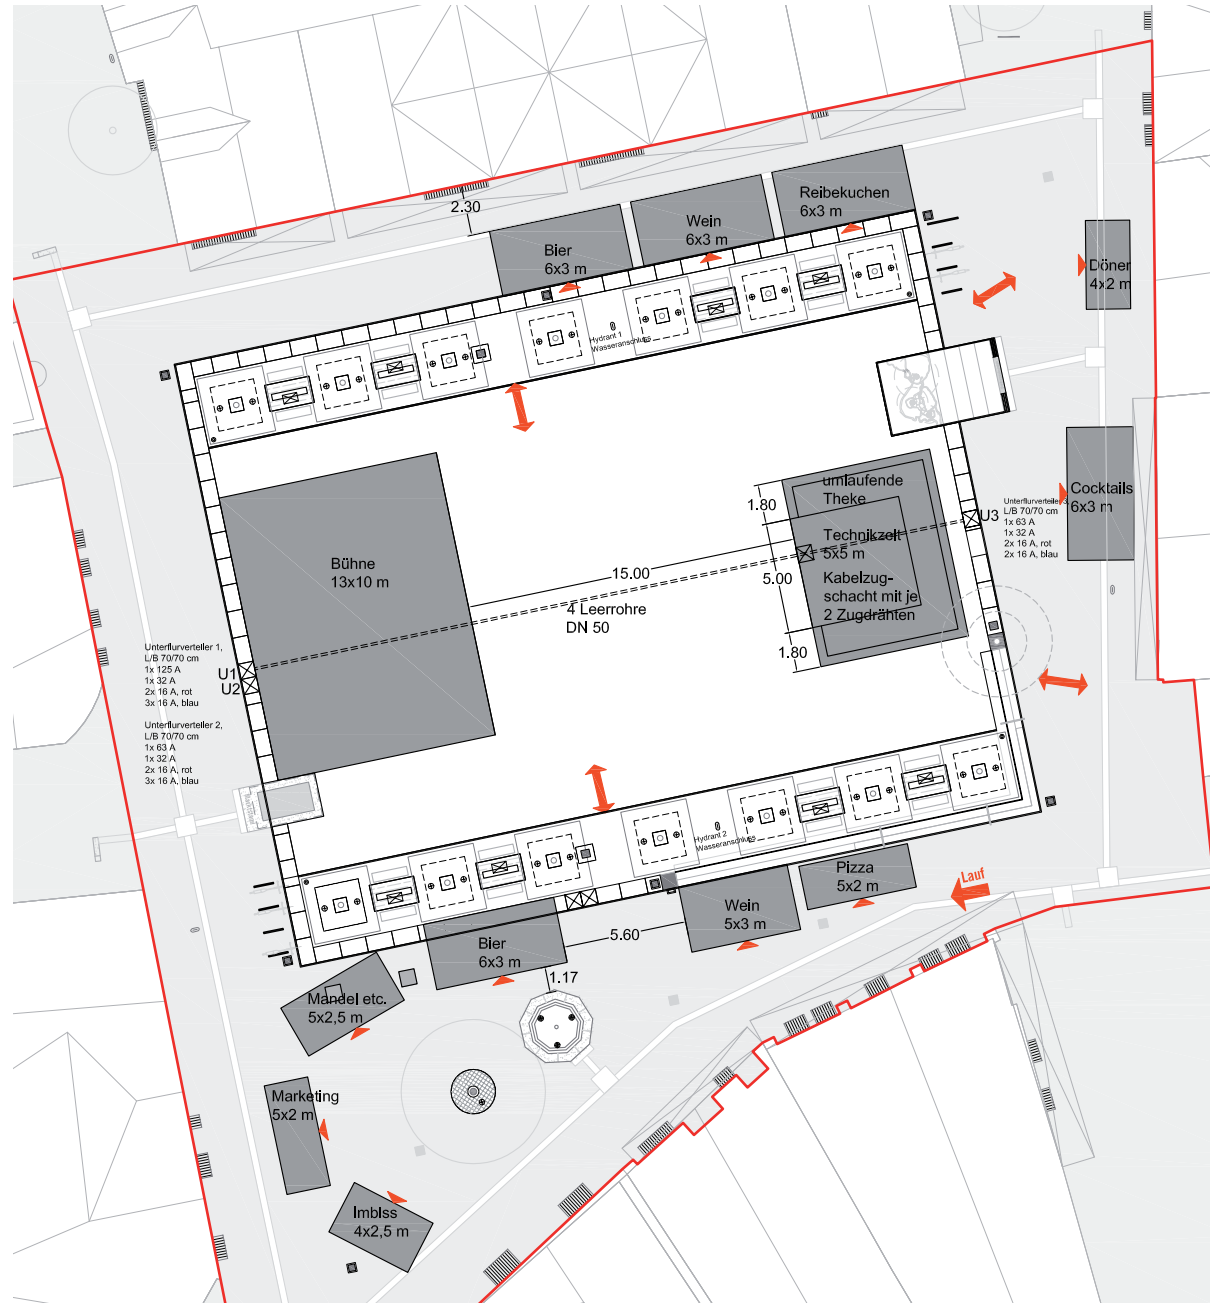 2.30
Reibekuchen
6x3 m
Wein
6x3 m
Bier
6x3 m
Döner
4x2 m
Hydrant 1
Wasseranschluss
umlaufende
Theke
1.80
Technikzelt
5x5 m
5.00
Kabelzug-
schacht mit je
2 Zugdrähten
1.80
U3
Unterflurverteiler 3,
L/B 70/70 cm
1x 63 A
1x 32 A
2x 16 A, rot
2x 16 A, blau
Cocktails
6x3 m
Bühne
13x10 m
15.00
4 Leerrohre
DN 50
Unterflurverteiler 1,
L/B 70/70 cm
1x 125 A
1x 32 A
2x 16 A, rot
3x 16 A, blau
U1
U2
Unterflurverteiler 2,
L/B 70/70 cm
1x 63 A
1x 32 A
2x 16 A, rot
3x 16 A, blau
Hydrant 2
Wasseranschluss
Pizza
5x2 m
Lauf
Wein
5x3 m
5.60
Bier
6x3 m
1.17
Mandel etc.
5x2,5 m
Marketing
5x2 m
Imbiss
4x2,5 m